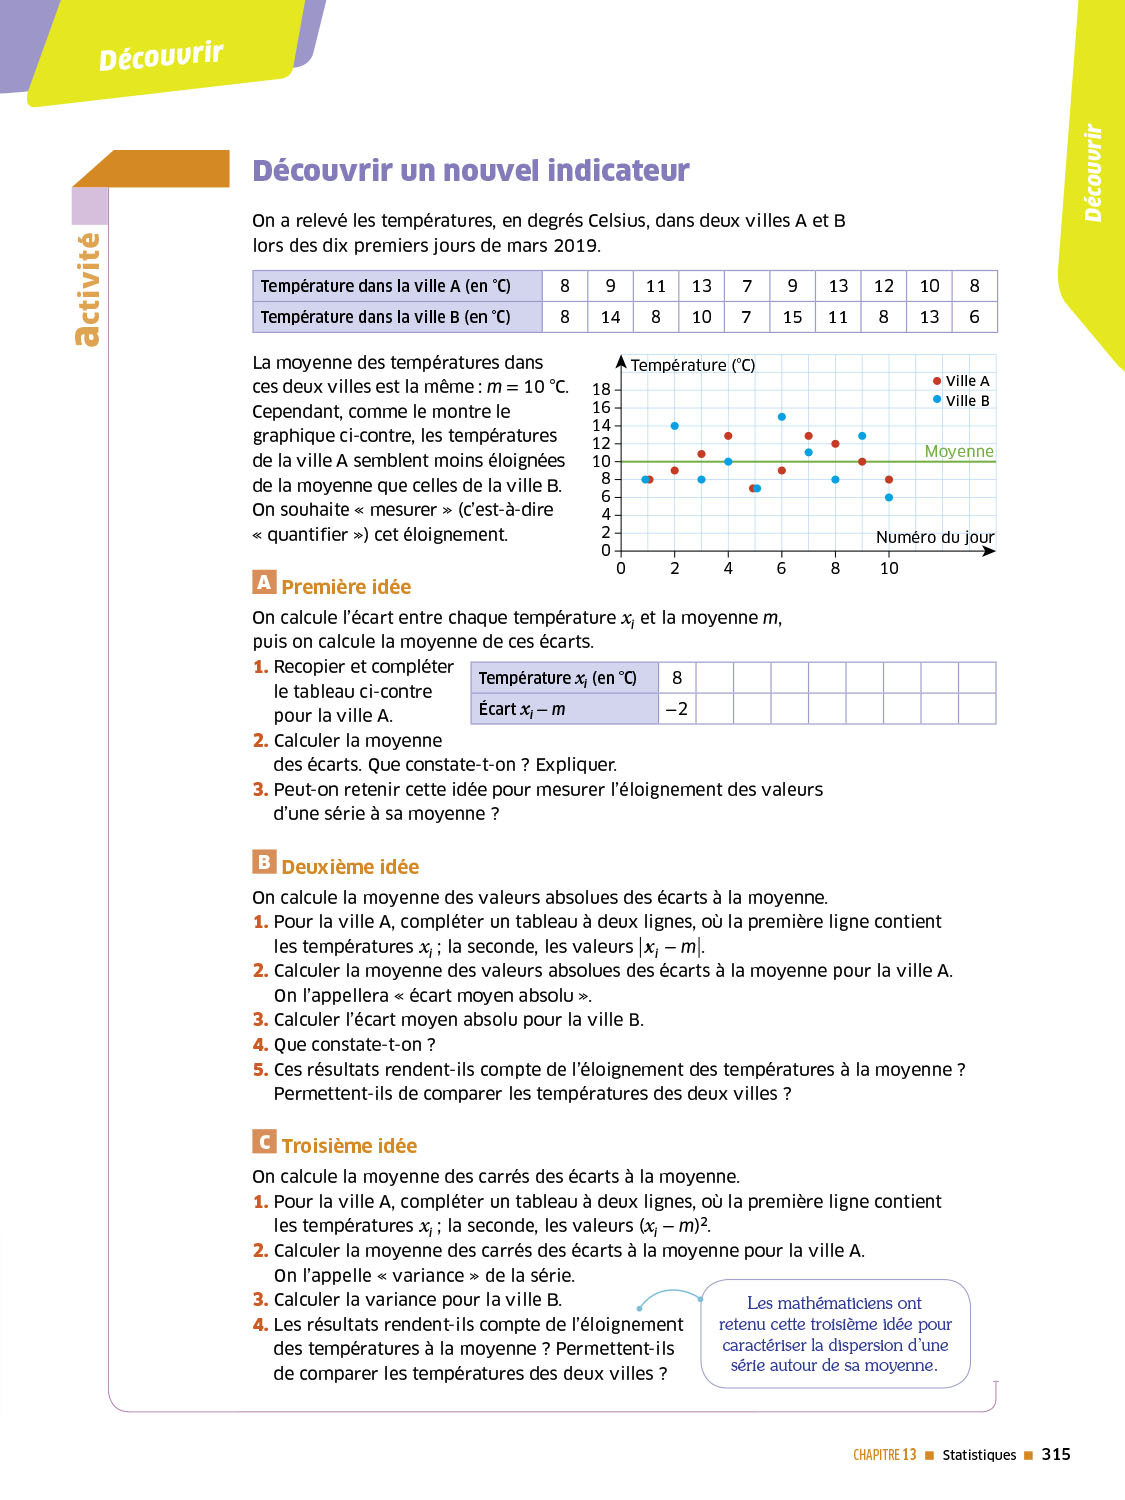 Découvrir
Découvrir
activité
Découvrir un nouvel indicateur
On a relevé les températures, en degrés Celsius, dans deux villes A et B
lors des dix premiers jours de mars 2019.
Température dans la ville A (en °C) 8 9 11 13 7 9 13 12 10 8
Température dans la ville B (en °C) 8 14 8 10 7 15 11 8 13 6
La moyenne des températures dans
ces deux villes est la même : m = 10 °C.
Cependant, comme le montre le
graphique ci-contre, les températures
de la ville A semblent moins éloignées
de la moyenne que celles de la ville B.
On souhaite « mesurer » (c'est-à-dire
« quantifier ») cet éloignement.
Température (°C)
Ville A
Ville B
18
16
14
12
10
8
6
4
2
0
Moyenne
Numéro du jour
0 2 4 6 8 10
A Première idée
On calcule l'écart entre chaque température xᵢ et la moyenne m,
puis on calcule la moyenne de ces écarts.
1. Recopier et compléter
le tableau ci-contre
pour la ville A.
Température xᵢ (en °C) 8
Écart xᵢ – m −2
2. Calculer la moyenne
des écarts. Que constate-t-on ? Expliquer.
3. Peut-on retenir cette idée pour mesurer l'éloignement des valeurs
d'une série à sa moyenne ?
B Deuxième idée
On calcule la moyenne des valeurs absolues des écarts à la moyenne.
1. Pour la ville A, compléter un tableau à deux lignes, où la première ligne contient
les températures xᵢ ; la seconde, les valeurs |xᵢ – m|.
2. Calculer la moyenne des valeurs absolues des écarts à la moyenne pour la ville A.
On l'appellera « écart moyen absolu ».
3. Calculer l'écart moyen absolu pour la ville B.
4. Que constate-t-on ?
5. Ces résultats rendent-ils compte de l'éloignement des températures à la moyenne ?
Permettent-ils de comparer les températures des deux villes ?
C Troisième idée
On calcule la moyenne des carrés des écarts à la moyenne.
1. Pour la ville A, compléter un tableau à deux lignes, où la première ligne contient
les températures xᵢ ; la seconde, les valeurs (xᵢ – m)².
2. Calculer la moyenne des carrés des écarts à la moyenne pour la ville A.
On l'appelle « variance » de la série.
3. Calculer la variance pour la ville B.
4. Les résultats rendent-ils compte de l'éloignement
des températures à la moyenne ? Permettent-ils
de comparer les températures des deux villes ?
Les mathématiciens ont
retenu cette troisième idée pour
caractériser la dispersion d'une
série autour de sa moyenne.
CHAPITRE 13 ■ Statistiques ■ 315